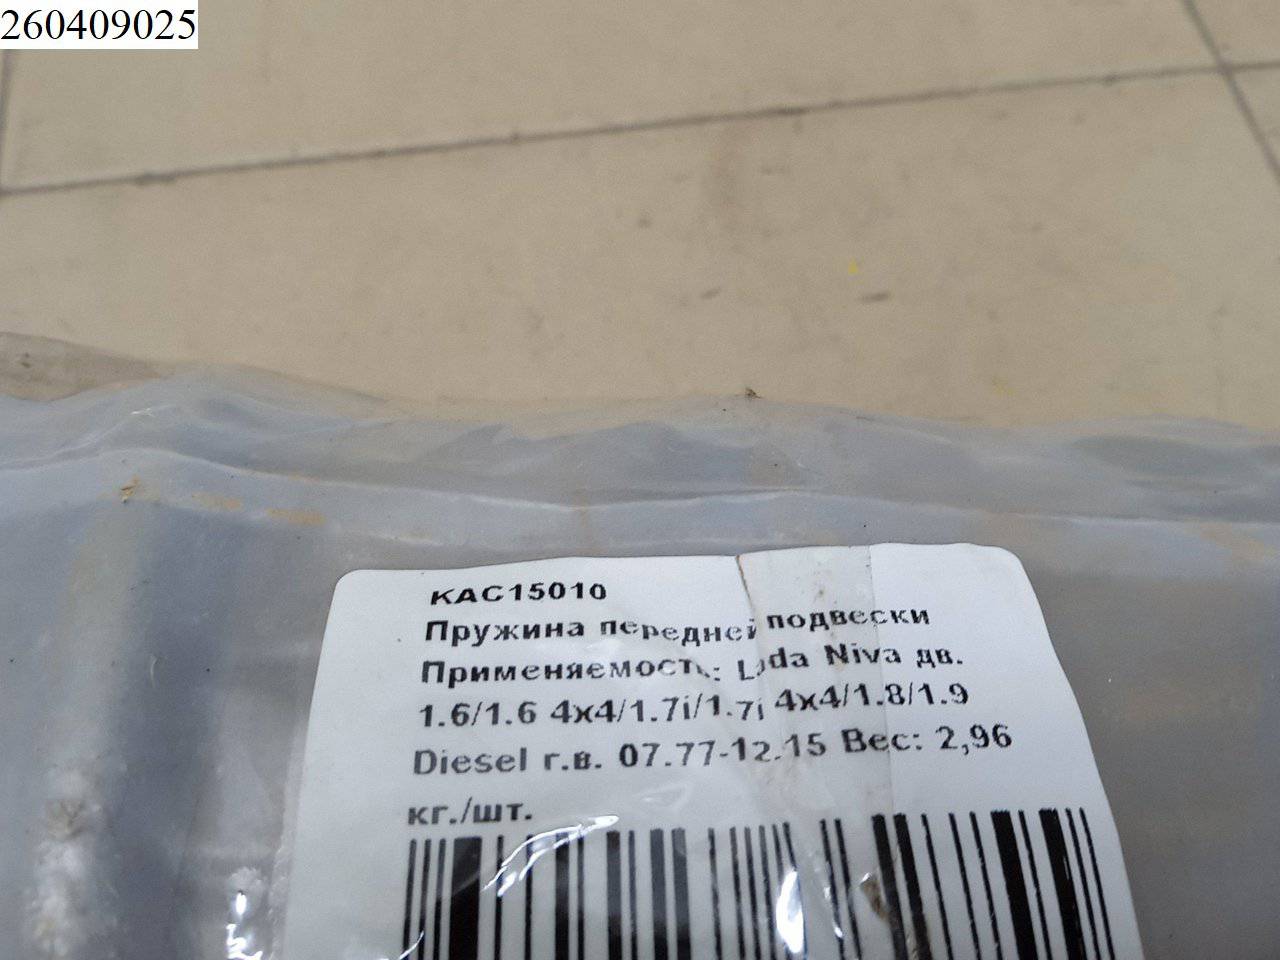 260409025
KAC15010
Пружина передней подвески
Применяемость: Lada Niva дв.
1.6/1.6 4x4/1.7i/1.7i 4x4/1.8/1.9
Diesel г.в. 07.77-12.15 Вес: 2,96
кг./шт.